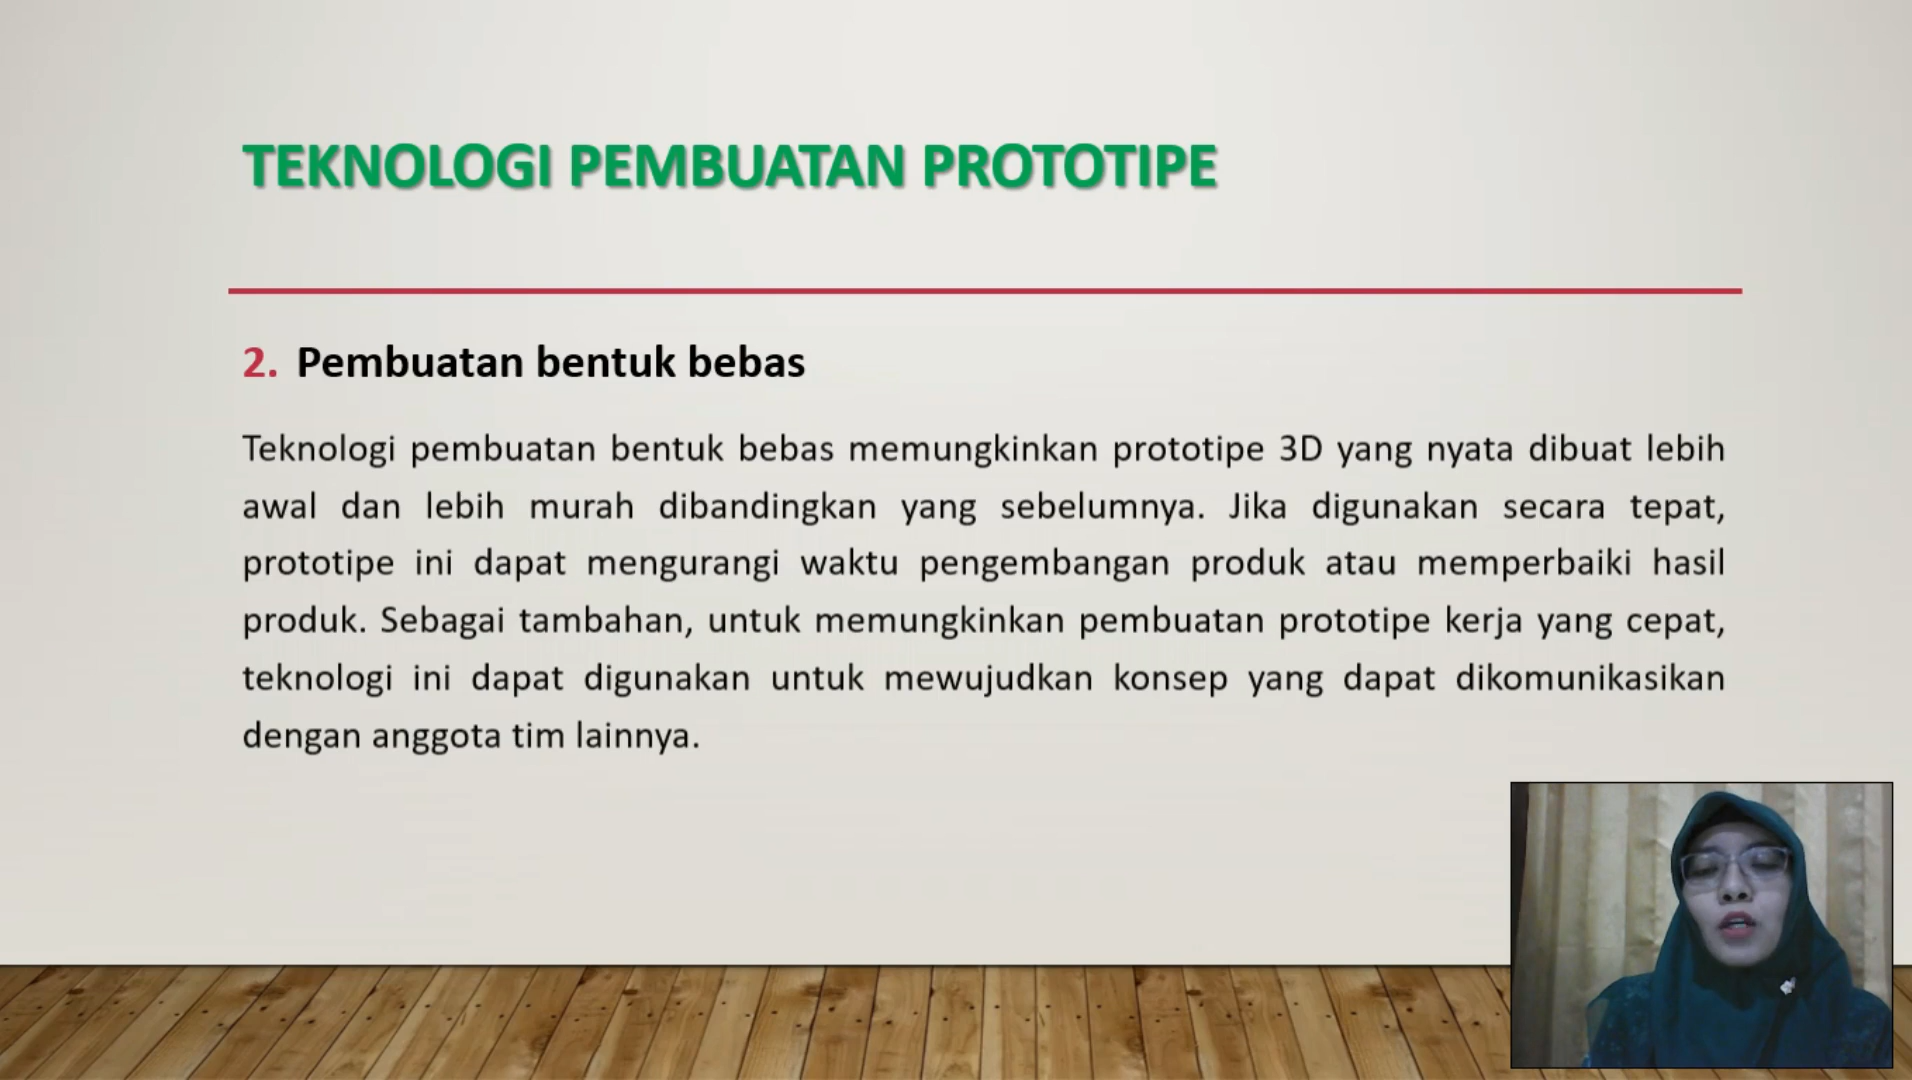 TEKNOLOGI PEMBUATAN PROTOTIPE
2. Pembuatan bentuk bebas
Teknologi pembuatan bentuk bebas memungkinkan prototipe 3D yang nyata dibuat lebih
awal dan lebih murah dibandingkan yang sebelumnya. Jika digunakan secara tepat,
prototipe ini dapat mengurangi waktu pengembangan produk atau memperbaiki hasil
produk. Sebagai tambahan, untuk memungkinkan pembuatan prototipe kerja yang cepat,
teknologi ini dapat digunakan untuk mewujudkan konsep yang dapat dikomunikasikan
dengan anggota tim lainnya.